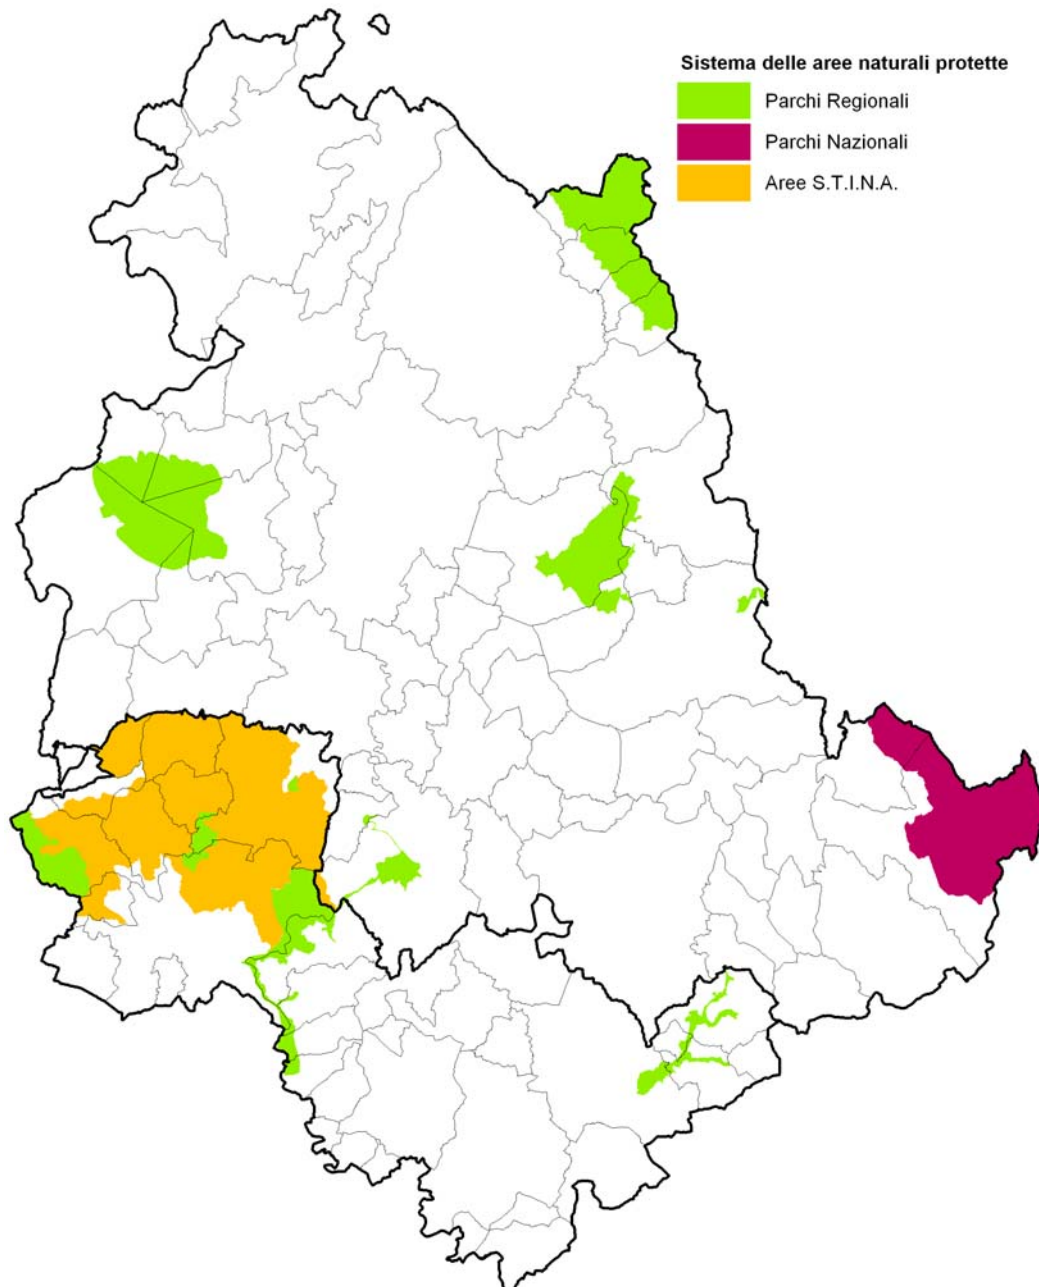 Sistema delle aree naturali protette
Parchi Regionali
Parchi Nazionali
Aree S.T.I.N.A.